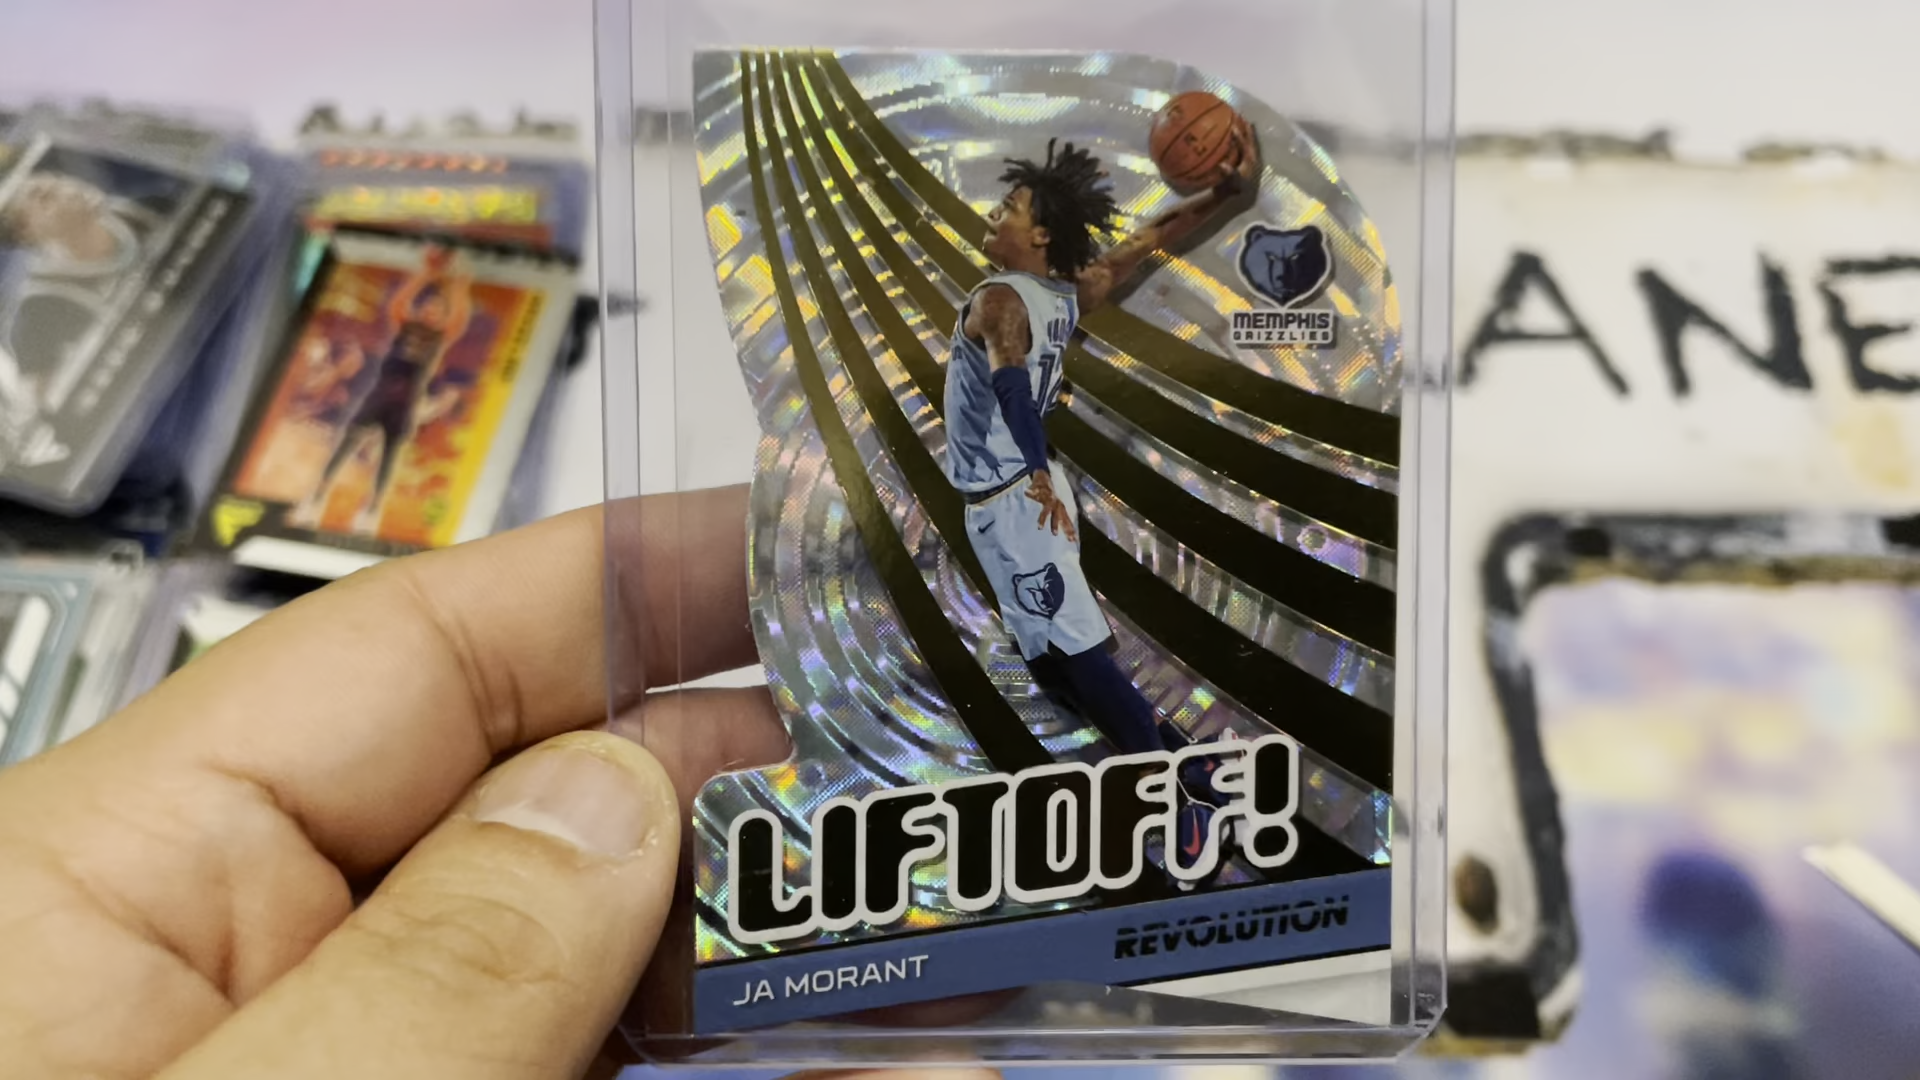 MEMPHIS
GRIZZLIES
LIFTOFF!
REVOLUTION
JA MORANT
ANE